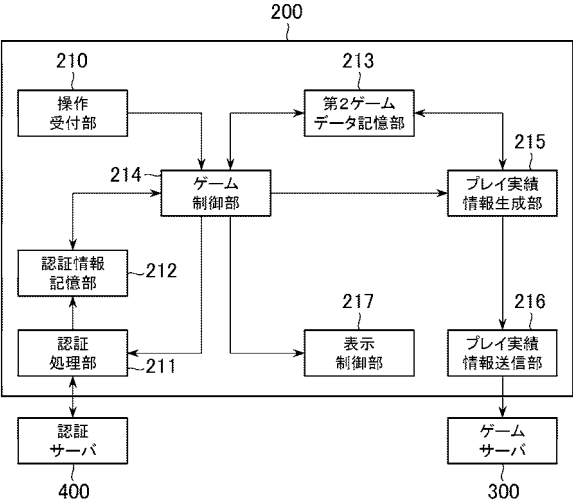 200
210
操作
受付部
213
第2ゲーム
データ記憶部
214
ゲーム
制御部
215
プレイ実績
情報生成部
認証情報
記憶部
212
217
表示
制御部
216
プレイ実績
情報送信部
認証
処理部
211
認証
サーバ
400
ゲーム
サーバ
300